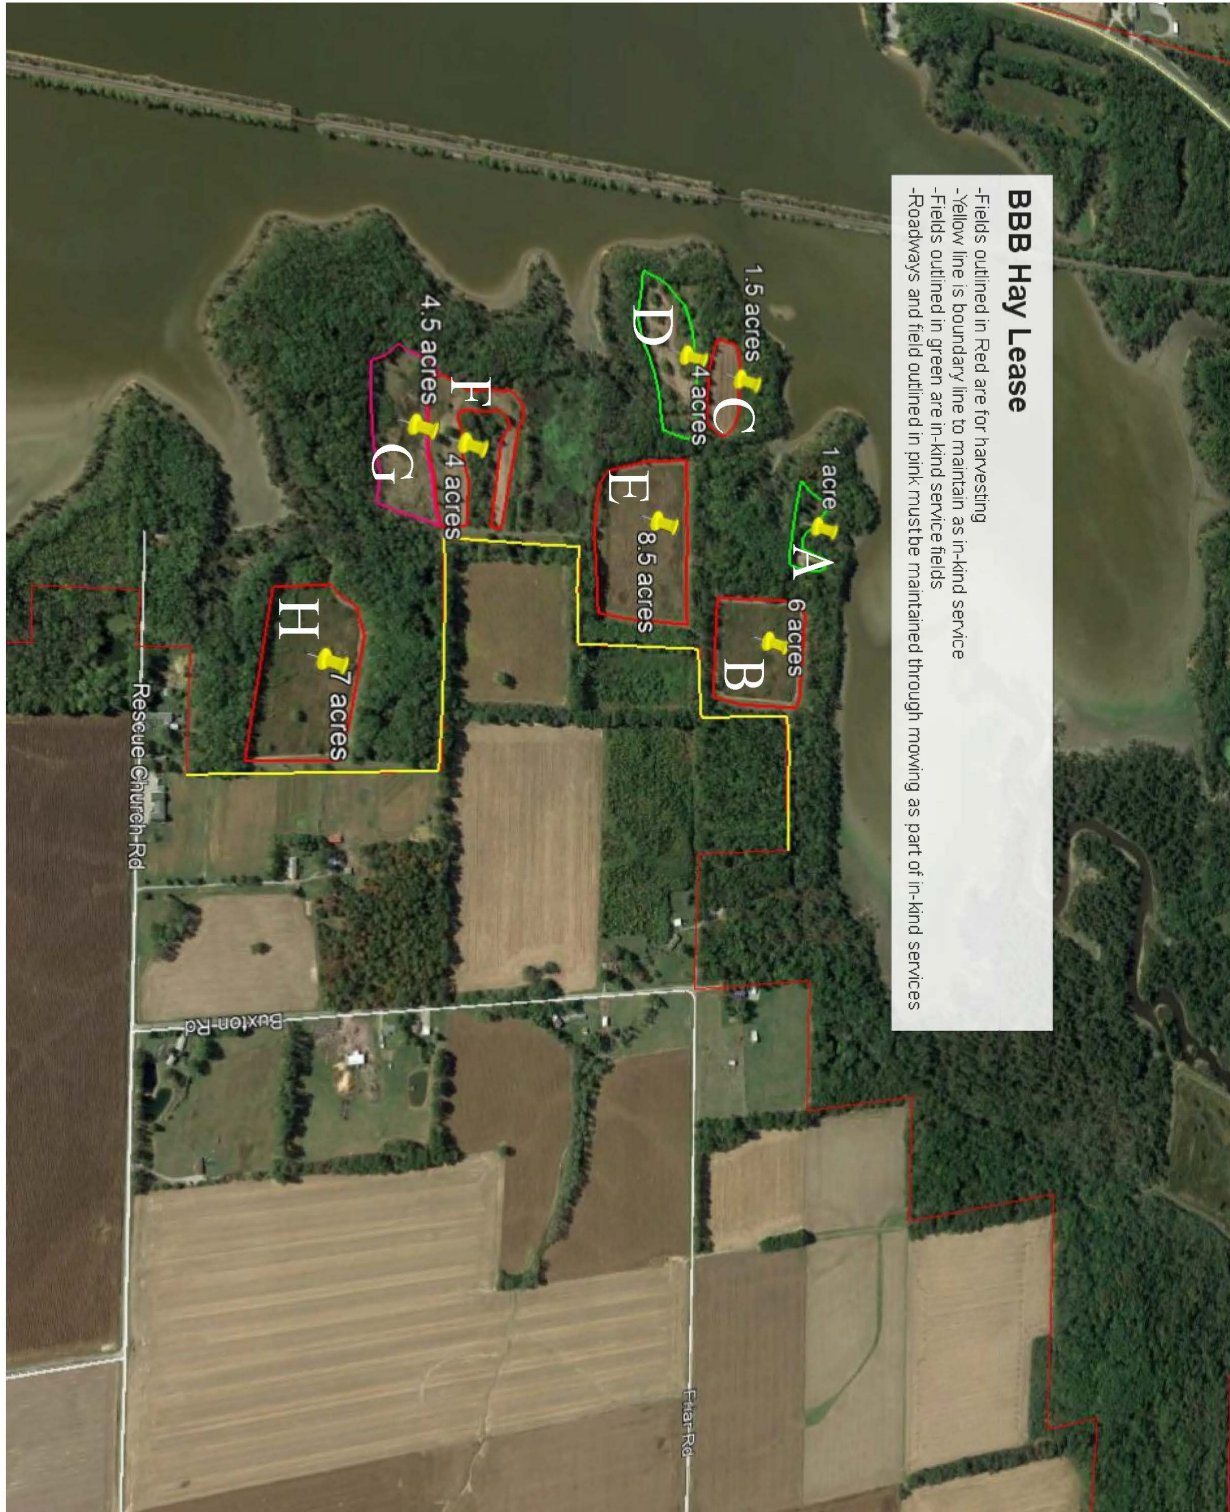 BBB Hay Lease
-Fields outlined in Red are for harvesting
-Yellow line is boundary line to maintain as in-kind service
-Fields outlined in green are in-kind service fields
-Roadways and field outlined in pink must be maintained through mowing as part of in-kind services
1 acre
A
6 acres
B
1.5 acres
C
4 acres
D
E
8.5 acres
F
4 acres
4.5 acres
G
H
7 acres
Rescue Church Rd
Buxton Rd
Friar Rd